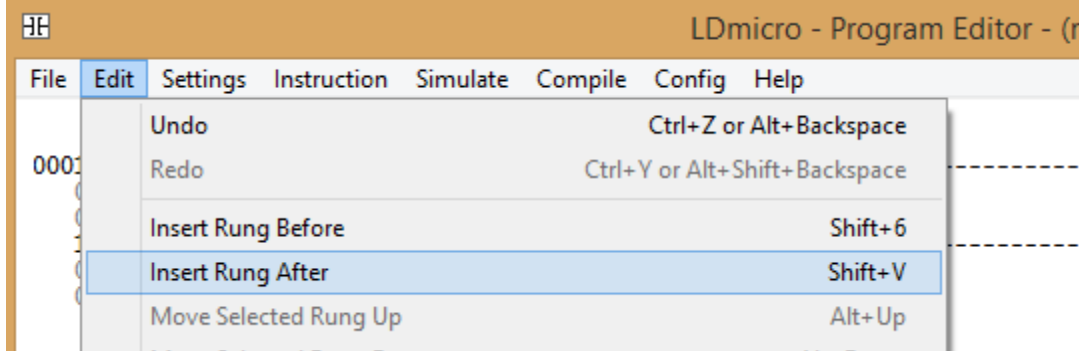 LDmicro - Program Editor - (
File Edit Settings Instruction Simulate Compile Config Help
Undo Ctrl+Z or Alt+Backspace
Redo Ctrl+Y or Alt+Shift+Backspace
Insert Rung Before Shift+6
Insert Rung After Shift+V
Move Selected Rung Up Alt+Up